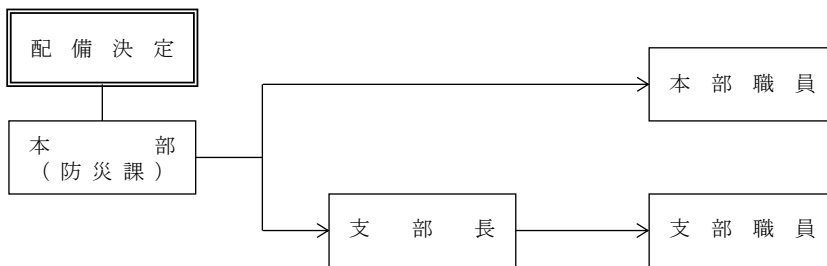 配備決定
本部職員
本部
（防災課）
支部長
支部職員